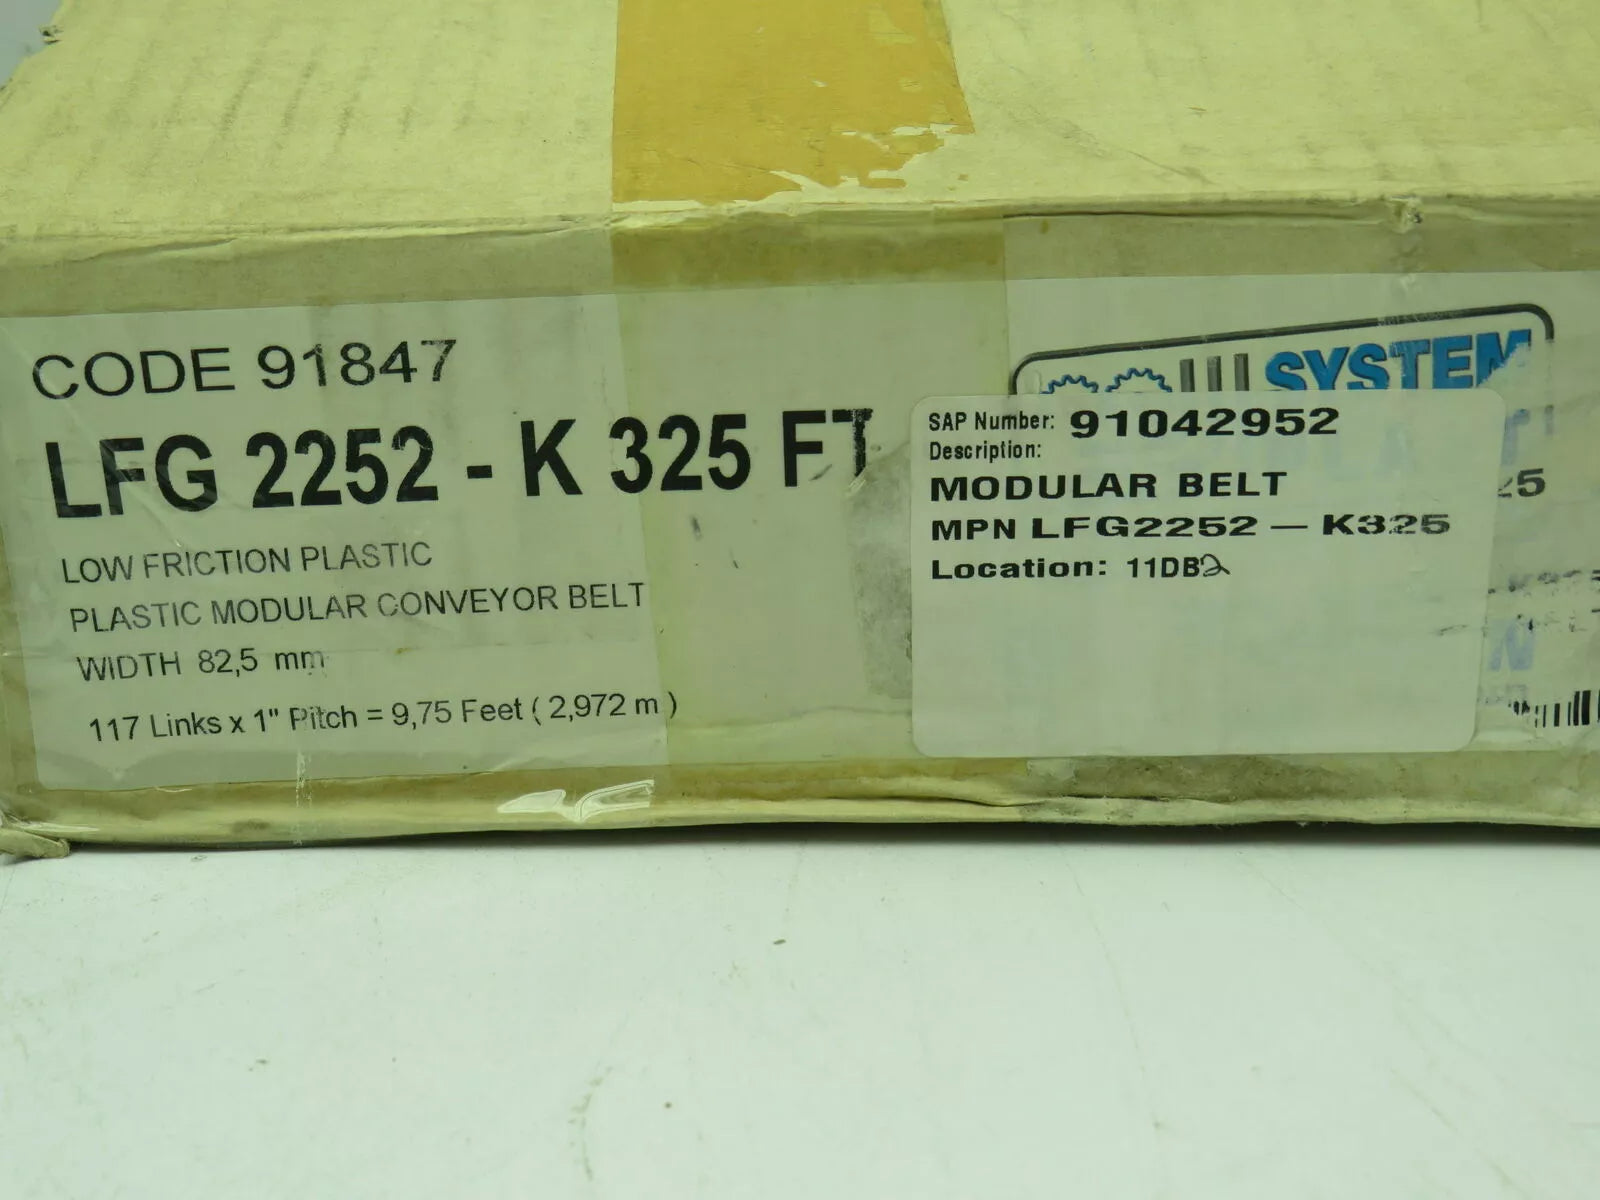 CODE 91847
LFG 2252 - K 325 FT
LOW FRICTION PLASTIC
PLASTIC MODULAR CONVEYOR BELT
WIDTH 82,5 mm
117 Links x 1" Pitch = 9,75 Feet ( 2,972 m )
SYSTEM
SAP Number: 91042952
Description:
MODULAR BELT
MPN LFG2252 — K325
Location: 11DB2
25